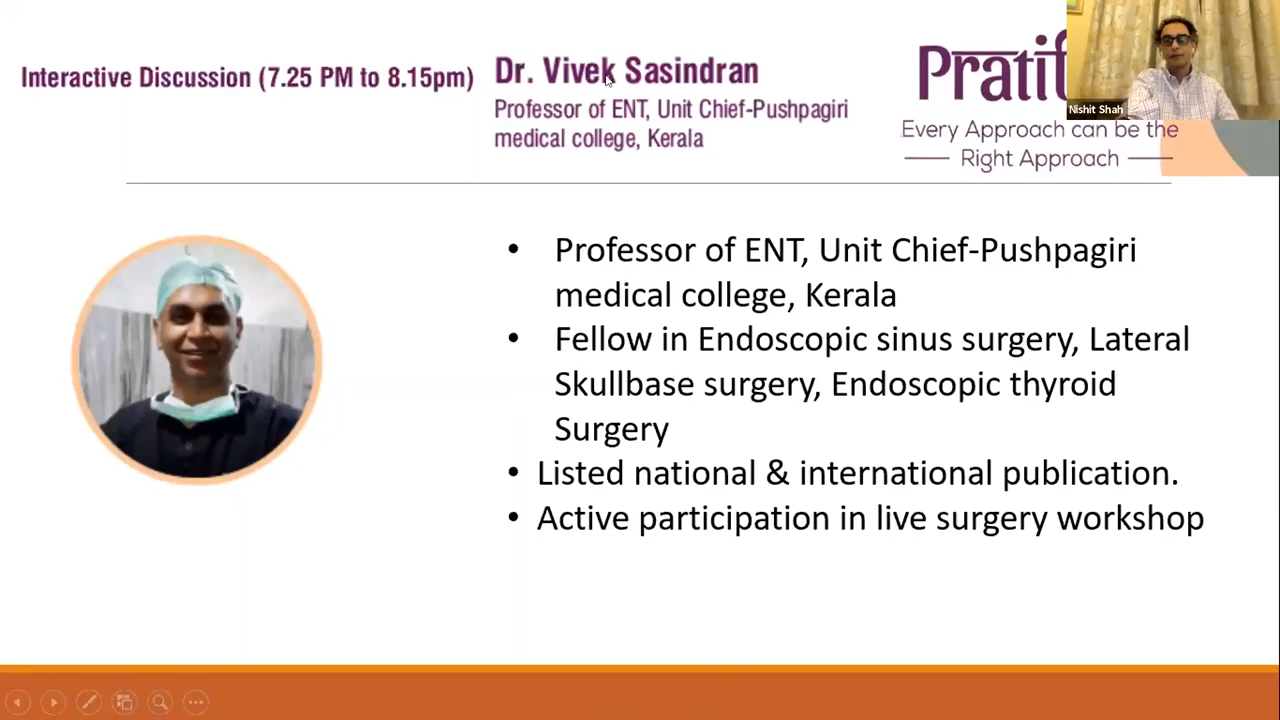 Interactive Discussion (7.25 PM to 8.15pm)
Dr. Vivek Sasindran
Professor of ENT, Unit Chief-Pushpagiri
medical college, Kerala
Every Approach can be the
Right Approach
Nishit Shah
• Professor of ENT, Unit Chief-Pushpagiri
medical college, Kerala
• Fellow in Endoscopic sinus surgery, Lateral
Skullbase surgery, Endoscopic thyroid
Surgery
• Listed national & international publication.
• Active participation in live surgery workshop